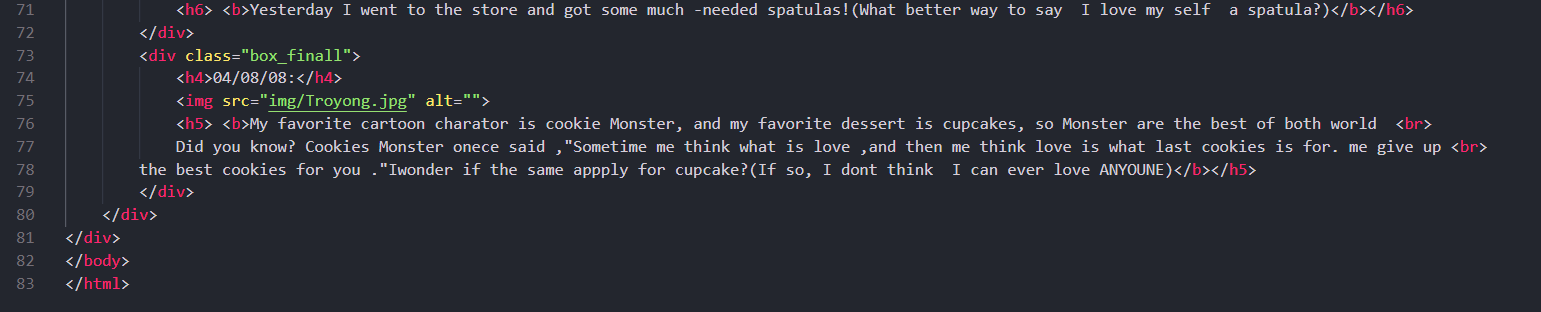 71 <h6> <b>Yesterday I went to the store and got some much -needed spatulas!(What better way to say  I love my self  a spatula?)</b></h6>
72 </div>
73 <div class="box_finall">
74 <h4>04/08/08:</h4>
75 <img src="img/Troyong.jpg" alt="">
76 <h5> <b>My favorite cartoon charator is cookie Monster, and my favorite dessert is cupcakes, so Monster are the best of both world  <br>
77 Did you know? Cookies Monster onece said ,"Sometime me think what is love ,and then me think love is what last cookies is for. me give up <br>
78 the best cookies for you ."Iwonder if the same appply for cupcake?(If so, I dont think  I can ever love ANYOUNE)</b></h5>
79 </div>
80 </div>
81 </div>
82 </body>
83 </html>